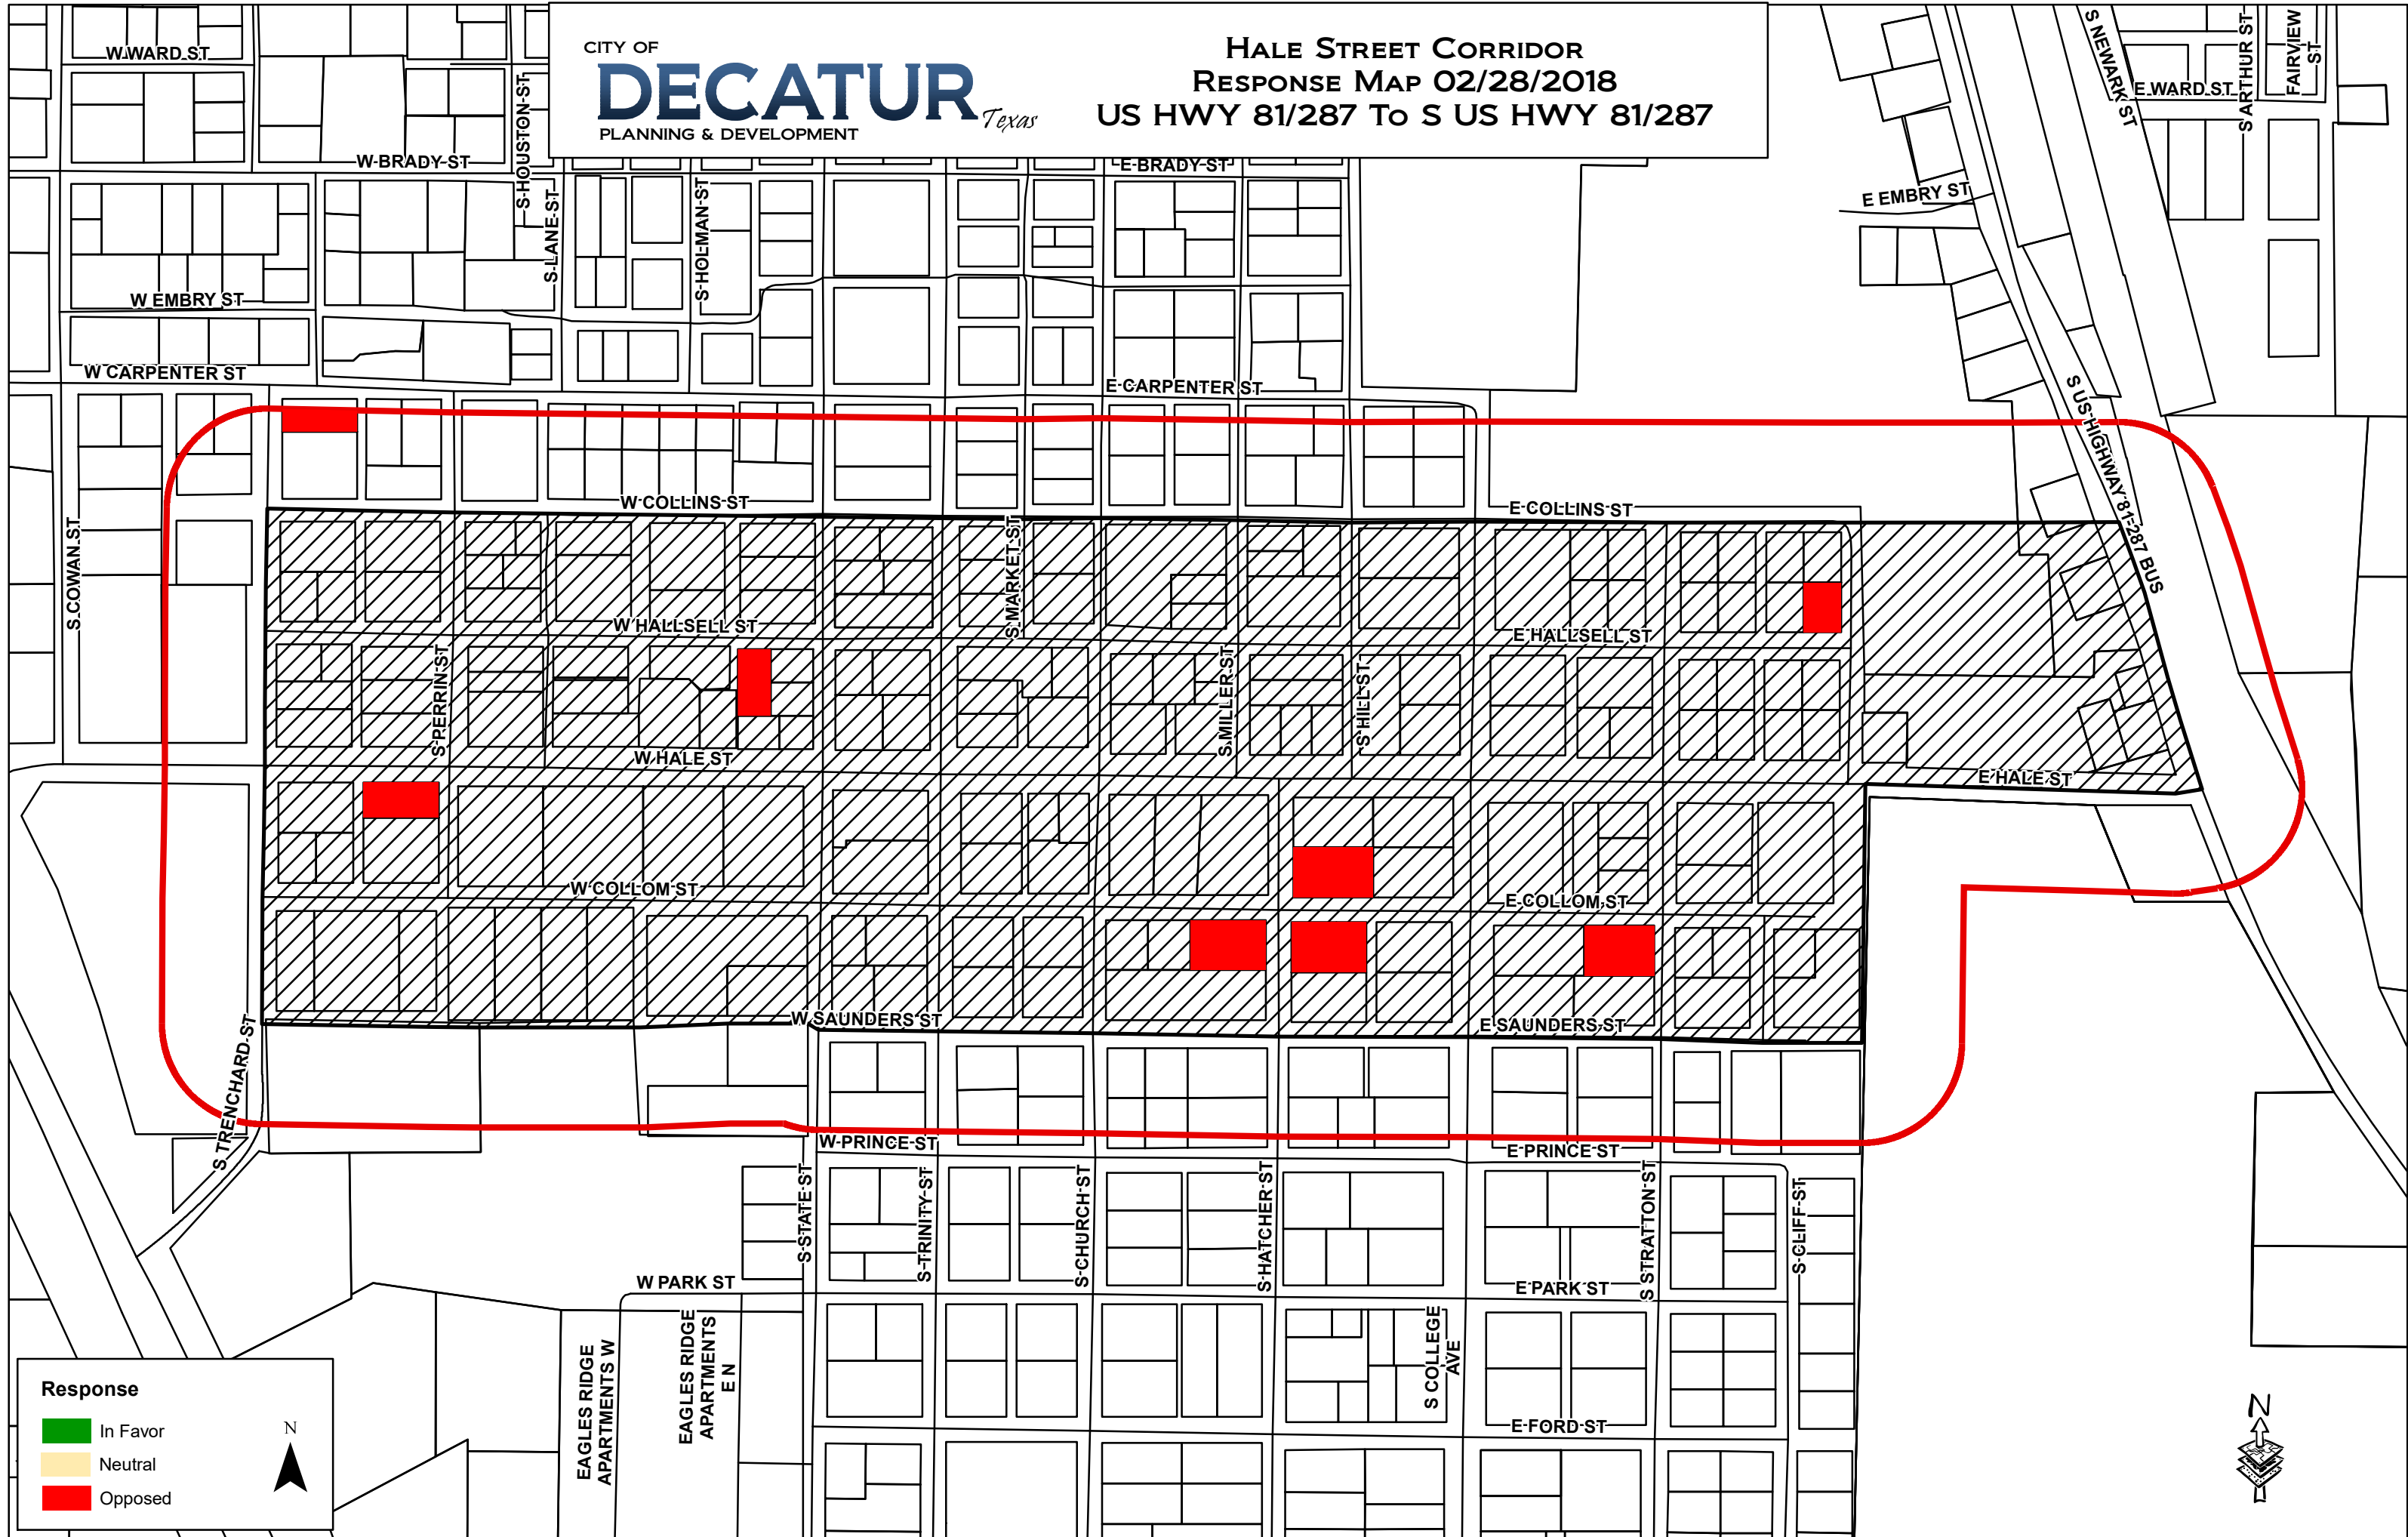 CITY OF
DECATUR
Texas
PLANNING & DEVELOPMENT
HALE STREET CORRIDOR
RESPONSE MAP 02/28/2018
US HWY 81/287 TO S US HWY 81/287
W WARD ST
S HOUSTON ST
S NEWARK ST
S ARTHUR ST
FAIRVIEW
ST
E WARD ST
W BRADY ST
E BRADY ST
S LANE ST
S HOLMAN ST
E EMBRY ST
W EMBRY ST
W CARPENTER ST
E CARPENTER ST
S US HIGHWAY 81-287 BUS
W COLLINS ST
E COLLINS ST
S COWAN ST
S MARKET ST
W HALLSELL ST
E HALLSELL ST
S PERRIN ST
S MILLER ST
S HILL ST
W HALE ST
E HALE ST
W COLLOM ST
E COLLOM ST
W SAUNDERS ST
E SAUNDERS ST
S TRENCHARD ST
W PRINCE ST
E PRINCE ST
S STATE ST
S TRINITY ST
S CHURCH ST
S HATCHER ST
S STRATTON ST
S CLIFF ST
W PARK ST
E PARK ST
EAGLES RIDGE
APARTMENTS W
EAGLES RIDGE
APARTMENTS
E N
S COLLEGE
AVE
E FORD ST
Response
In Favor
Neutral
Opposed
N
N